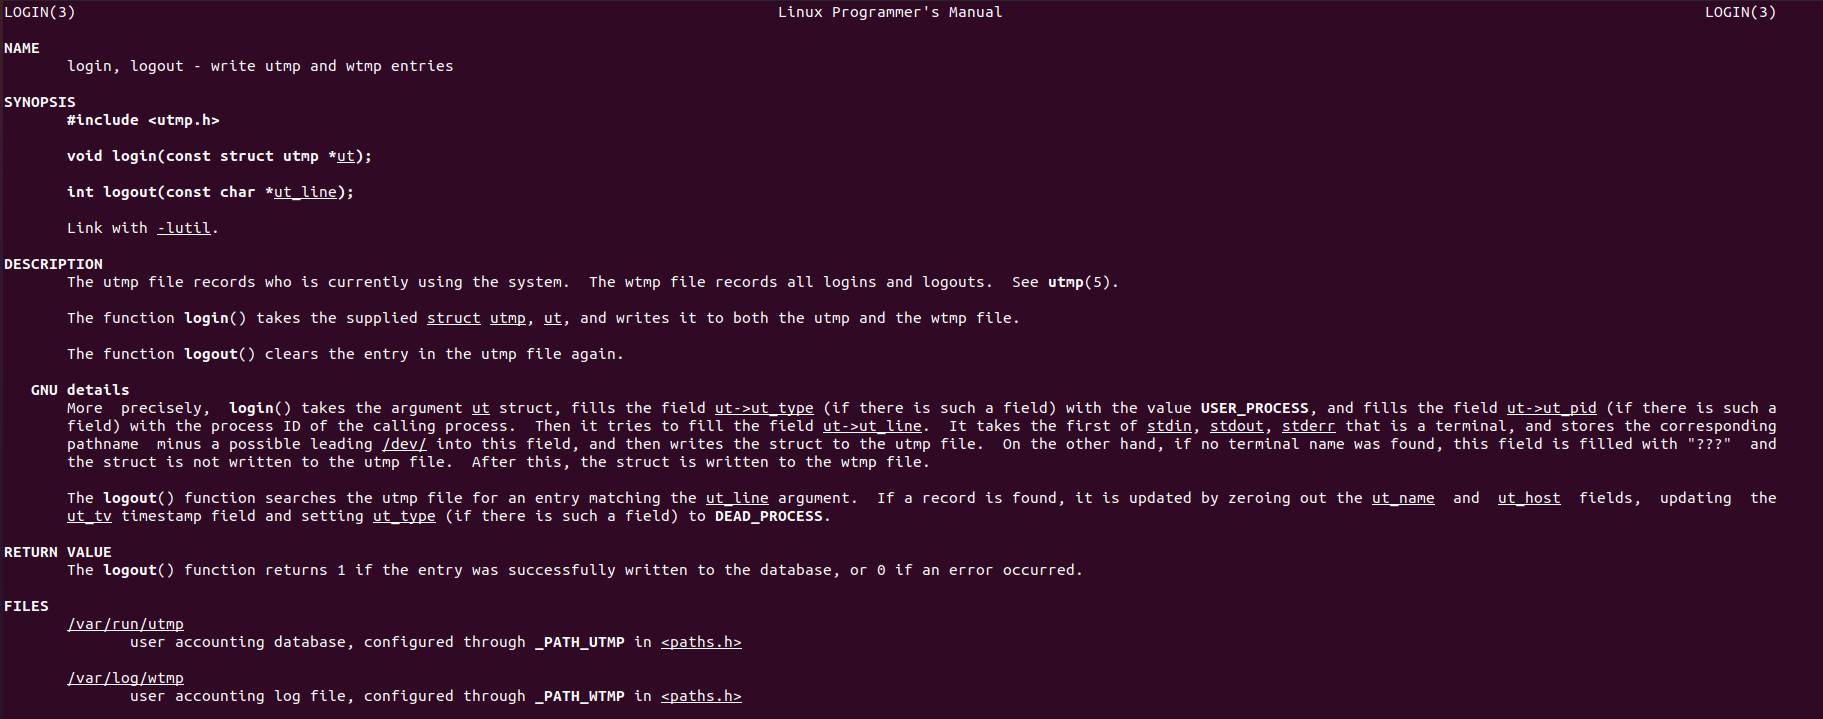 LOGIN(3)                                                                              Linux Programmer's Manual                                                                              LOGIN(3)

NAME
       login, logout - write utmp and wtmp entries

SYNOPSIS
       #include <utmp.h>

       void login(const struct utmp *ut);

       int logout(const char *ut_line);

       Link with -lutil.

DESCRIPTION
       The utmp file records who is currently using the system.  The wtmp file records all logins and logouts.  See utmp(5).

       The function login() takes the supplied struct utmp, ut, and writes it to both the utmp and the wtmp file.

       The function logout() clears the entry in the utmp file again.

   GNU details
       More  precisely,  login() takes the argument ut struct, fills the field ut->ut_type (if there is such a field) with the value USER_PROCESS, and fills the field ut->ut_pid (if there is such a
       field) with the process ID of the calling process.  Then it tries to fill the field ut->ut_line.  It takes the first of stdin, stdout, stderr that is a terminal, and stores the corresponding
       pathname  minus a possible leading /dev/ into this field, and then writes the struct to the utmp file.  On the other hand, if no terminal name was found, this field is filled with "???"  and
       the struct is not written to the utmp file.  After this, the struct is written to the wtmp file.

       The logout() function searches the utmp file for an entry matching the ut_line argument.  If a record is found, it is updated by zeroing out the ut_name  and  ut_host  fields,  updating  the
       ut_tv timestamp field and setting ut_type (if there is such a field) to DEAD_PROCESS.

RETURN VALUE
       The logout() function returns 1 if the entry was successfully written to the database, or 0 if an error occurred.

FILES
       /var/run/utmp
              user accounting database, configured through _PATH_UTMP in <paths.h>

       /var/log/wtmp
              user accounting log file, configured through _PATH_WTMP in <paths.h>